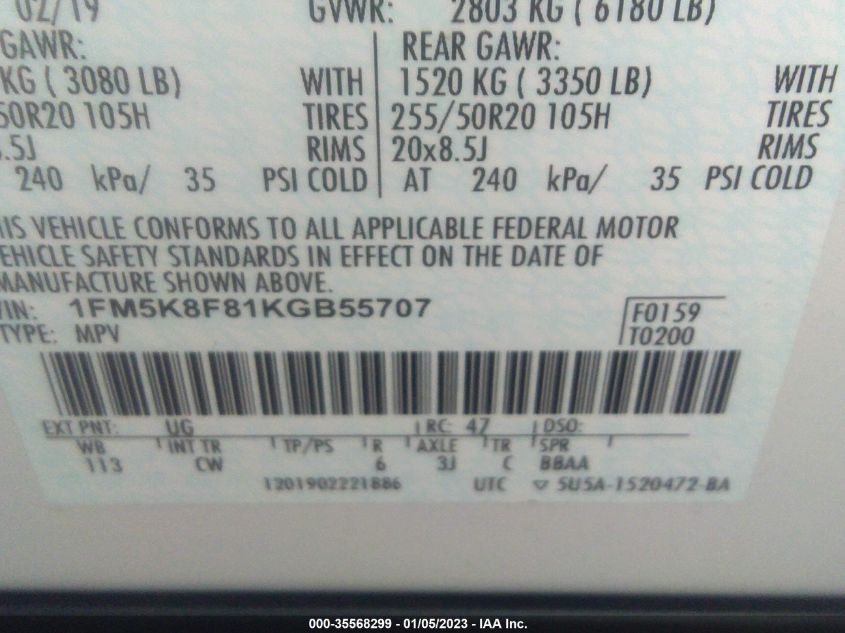 02/19 GVWR: 2803 KG ( 6180 LB)
GAWR: REAR GAWR:
KG ( 3080 LB) WITH 1520 KG ( 3350 LB) WITH
50R20 105H TIRES 255/50R20 105H TIRES
.5J RIMS 20x8.5J RIMS
240 kPa/ 35 PSI COLD AT 240 kPa/ 35 PSI COLD
HIS VEHICLE CONFORMS TO ALL APPLICABLE FEDERAL MOTOR
EHICLE SAFETY STANDARDS IN EFFECT ON THE DATE OF
MANUFACTURE SHOWN ABOVE.
VIN: 1FM5K8F81KGB55707 F0159
TYPE: MPV T0200
EXT PNT: UG RC: 47 DSO:
WB INT TR TP/PS R AXLE TR SPR
113 CW 6 3J C BBAA
1201902221886 UTC ▽ 5U5A-1520472-BA
000-35568299 - 01/05/2023 - IAA Inc.